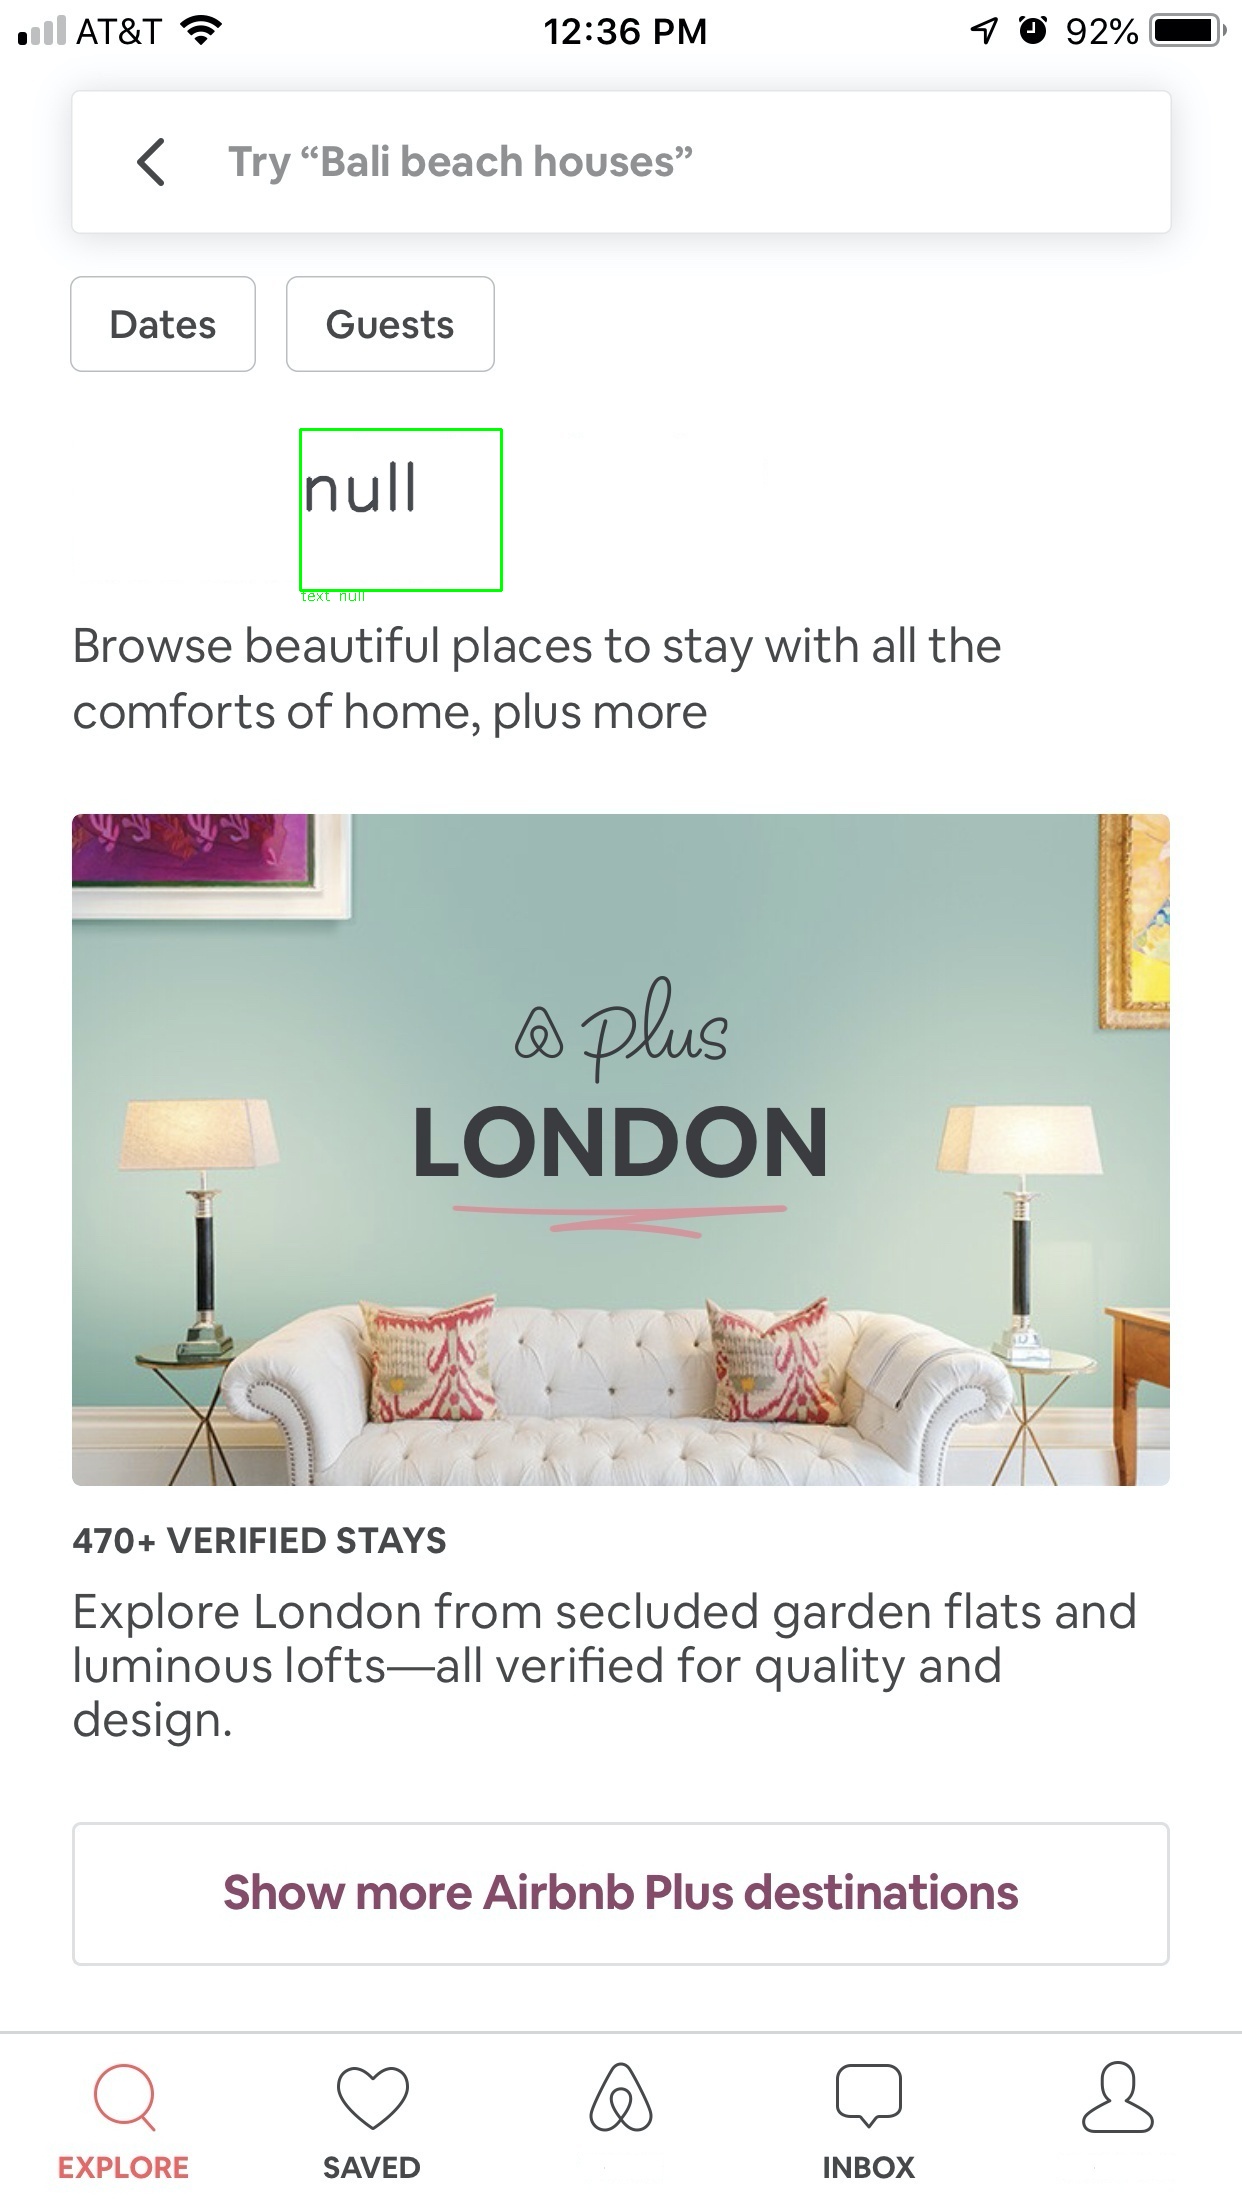 AT&T 12:36 PM 92%
Try “Bali beach houses”
Dates Guests
null
text null
Browse beautiful places to stay with all the
comforts of home, plus more
plus
LONDON
470+ VERIFIED STAYS
Explore London from secluded garden flats and
luminous lofts—all verified for quality and
design.
Show more Airbnb Plus destinations
EXPLORE SAVED INBOX